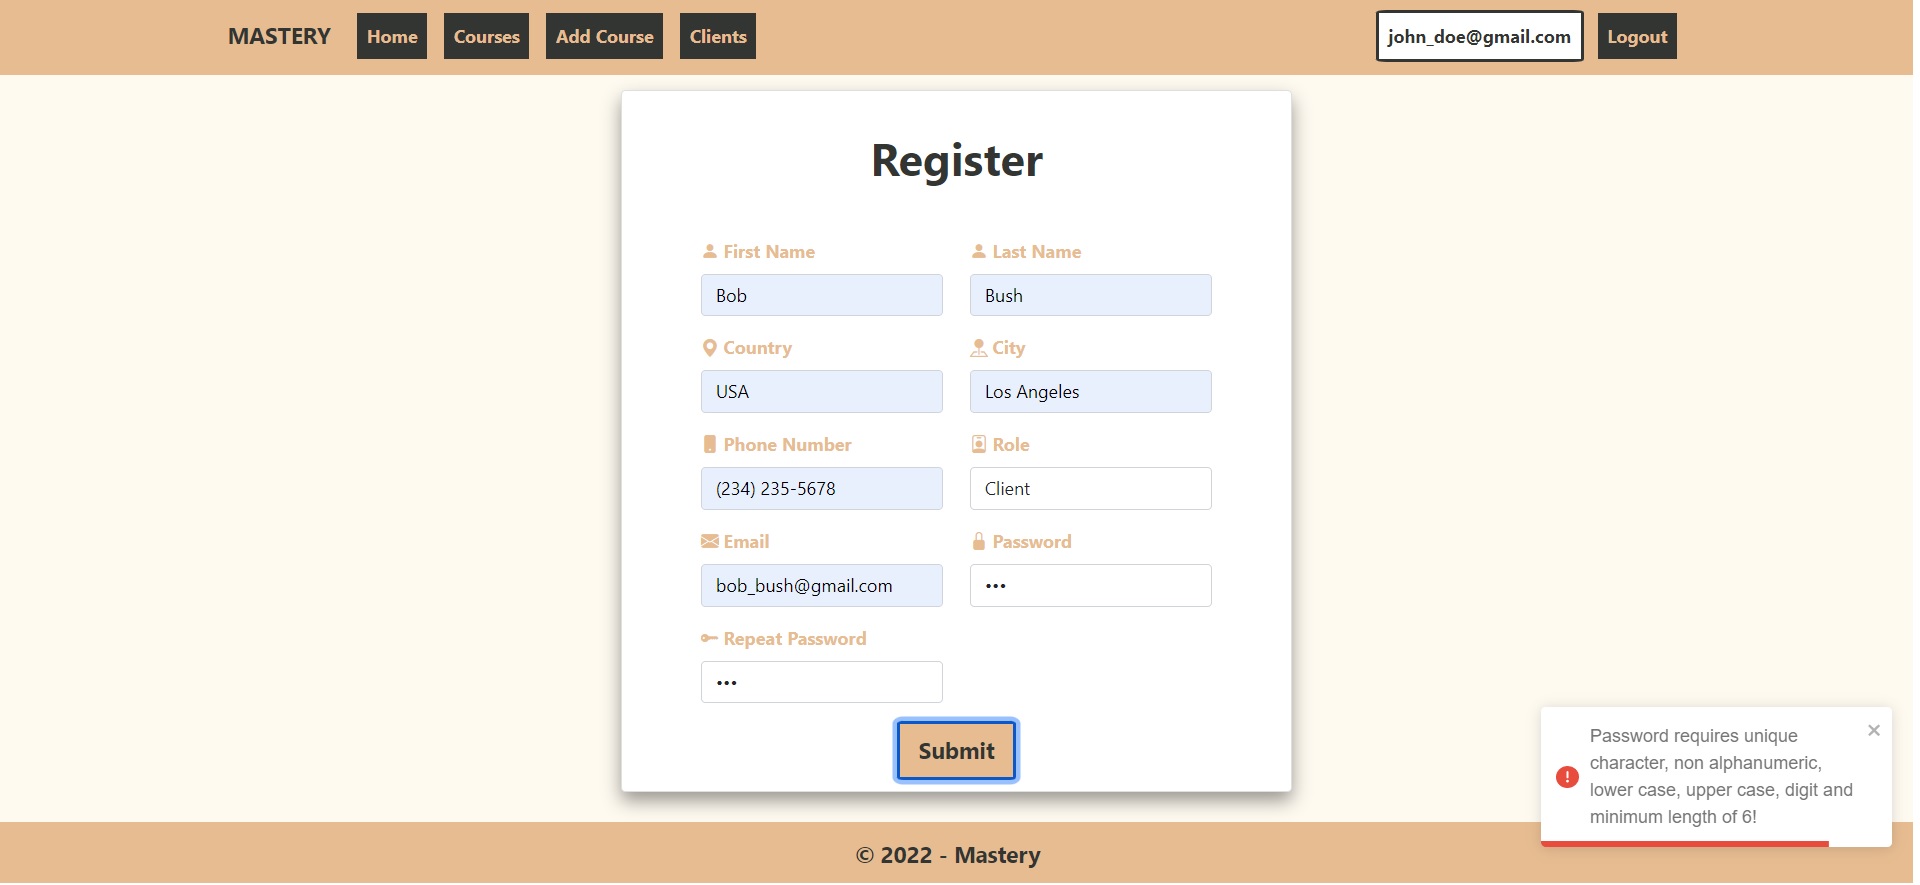 MASTERY Home Courses Add Course Clients john_doe@gmail.com Logout
Register
First Name Last Name
Bob Bush
Country City
USA Los Angeles
Phone Number Role
(234) 235-5678 Client
Email Password
bob_bush@gmail.com •••
Repeat Password
•••
Submit
Password requires unique
character, non alphanumeric,
lower case, upper case, digit and
minimum length of 6!
© 2022 - Mastery